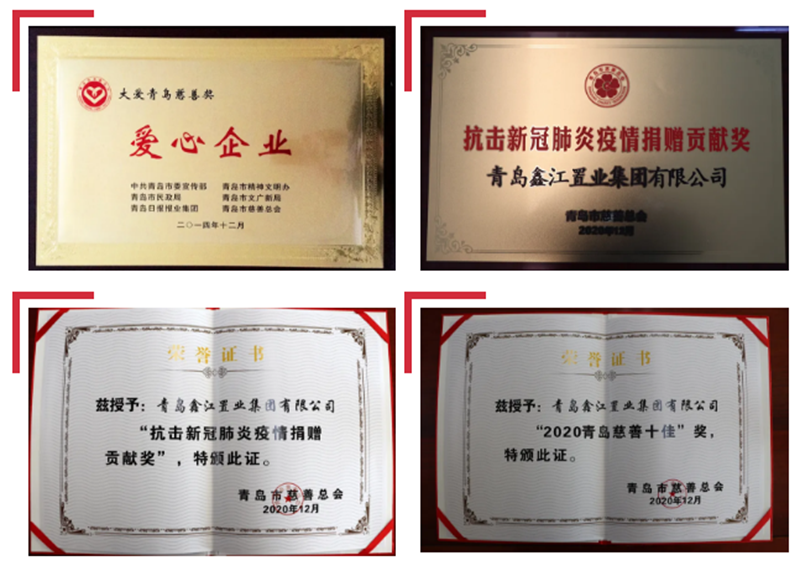 大爱青岛慈善奖
爱心企业
中共青岛市委宣传部 青岛市精神文明办
青岛市民政局 青岛市文广新局
青岛日报报业集团 青岛市慈善总会
二〇一四年十二月
抗击新冠肺炎疫情捐赠贡献奖
青岛鑫江置业集团有限公司
青岛市慈善总会
2020年12月
荣誉证书
兹授予：青岛鑫江置业集团有限公司
“抗击新冠肺炎疫情捐赠
贡献奖”，特颁此证。
青岛市慈善总会
2020年12月
荣誉证书
兹授予：青岛鑫江置业集团有限公司
“2020青岛慈善十佳”奖，
特颁此证。
青岛市慈善总会
2020年12月